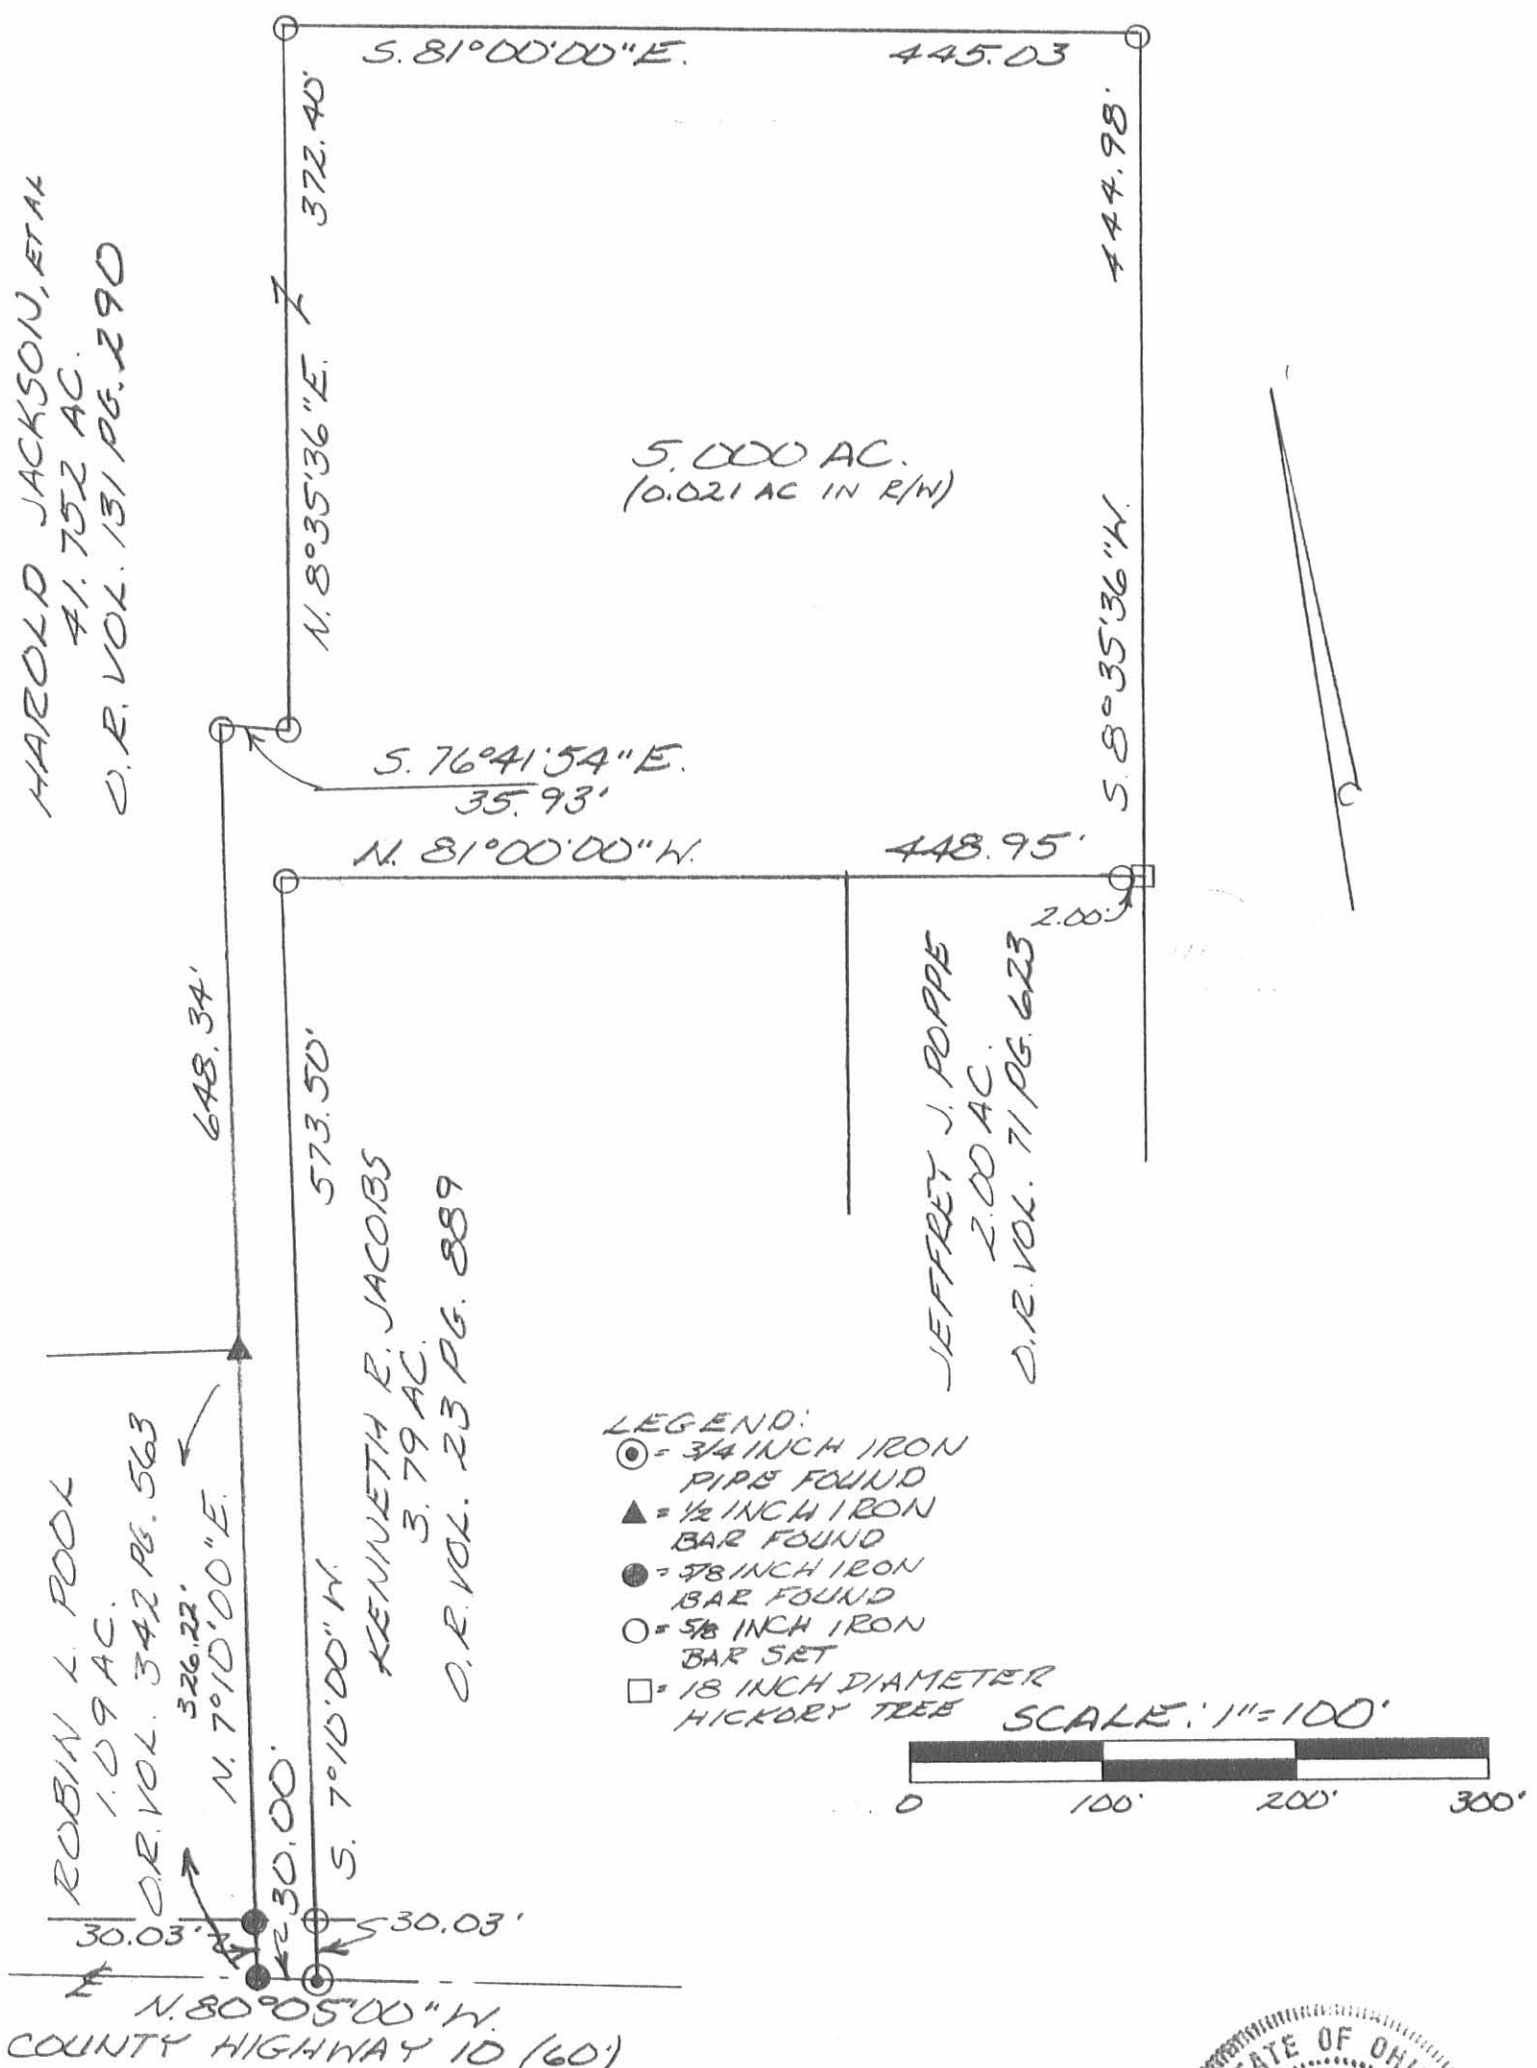 S. 81°00'00"E. 445.03
372.40'
N. 8°35'36"E.
444.98'
S. 8°35'36"W.
HAROLD JACKSON, ET AL
41.752 AC.
O.R. VOL. 131 PG. 290
5.000 AC.
(0.021 AC IN R/W)
S. 76°41'54"E.
35.93'
N. 81°00'00"W. 448.95'
2.00'
648.34'
573.50'
S. 7°10'00"W.
KENNETH R. JACOBS
3.79 AC.
O.R. VOL. 23 PG. 889
JEFFREY J. POPPE
2.00 AC.
O.R. VOL. 71 PG. 623
ROBIN L. POOL
1.09 AC.
O.R. VOL. 342 PG. 563
326.22'
N. 7°10'00"E.
LEGEND:
= 3/4 INCH IRON
PIPE FOUND
= 1/2 INCH IRON
BAR FOUND
= 5/8 INCH IRON
BAR FOUND
= 5/8 INCH IRON
BAR SET
= 18 INCH DIAMETER
HICKORY TREE
SCALE: 1"=100'
0 100' 200' 300'
30.00'
30.03' 30.03'
N. 80°05'00"W.
COUNTY HIGHWAY 10 (60')
OF